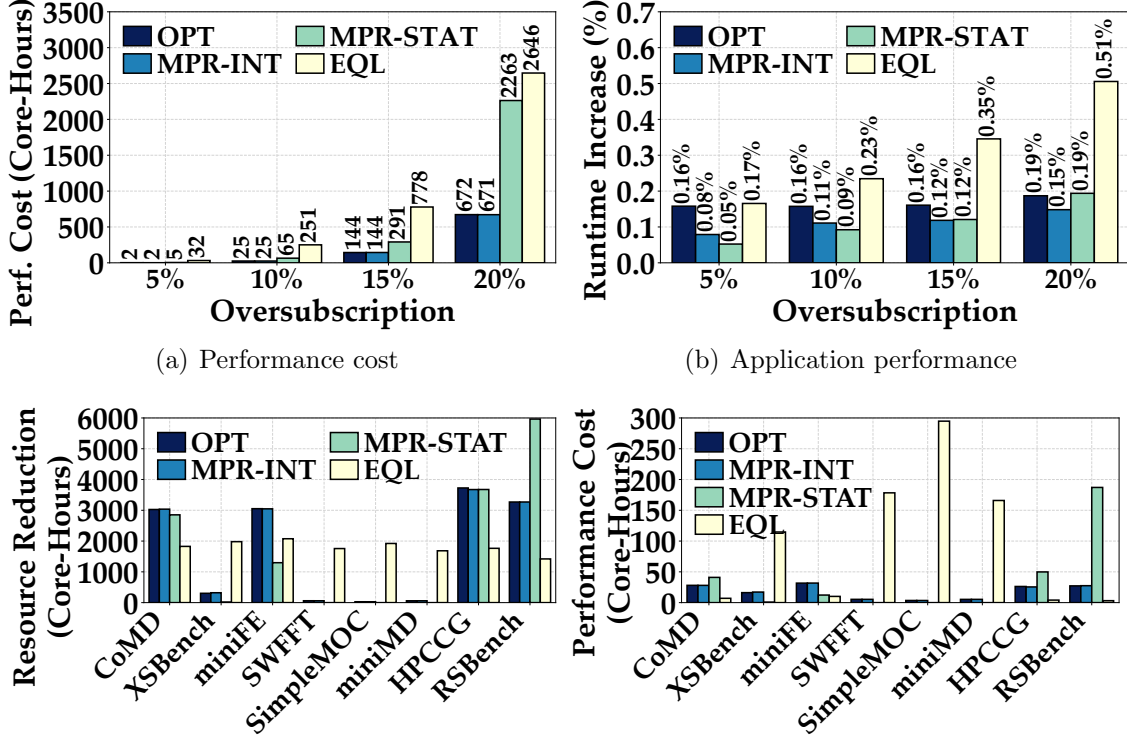 Perf. Cost (Core-Hours)
3500
3000
2500
2000
1500
1000
500
0
OPT
MPR-INT
MPR-STAT
EQL
2
2
5
32
25
25
65
251
144
144
291
778
672
671
2263
2646
5%
10%
15%
20%
Oversubscription
(a) Performance cost
Runtime Increase (%)
0.7
0.6
0.5
0.4
0.3
0.2
0.1
0.0
OPT
MPR-INT
MPR-STAT
EQL
0.16%
0.08%
0.05%
0.17%
0.16%
0.11%
0.09%
0.23%
0.16%
0.12%
0.12%
0.35%
0.19%
0.15%
0.19%
0.51%
5%
10%
15%
20%
Oversubscription
(b) Application performance
Resource Reduction
(Core-Hours)
6000
5000
4000
3000
2000
1000
0
OPT
MPR-INT
MPR-STAT
EQL
CoMD
XSBench
miniFE
SWFFT
SimpleMOC
miniMD
HPCCG
RSBench
Performance Cost
(Core-Hours)
300
250
200
150
100
50
0
OPT
MPR-INT
MPR-STAT
EQL
CoMD
XSBench
miniFE
SWFFT
SimpleMOC
miniMD
HPCCG
RSBench